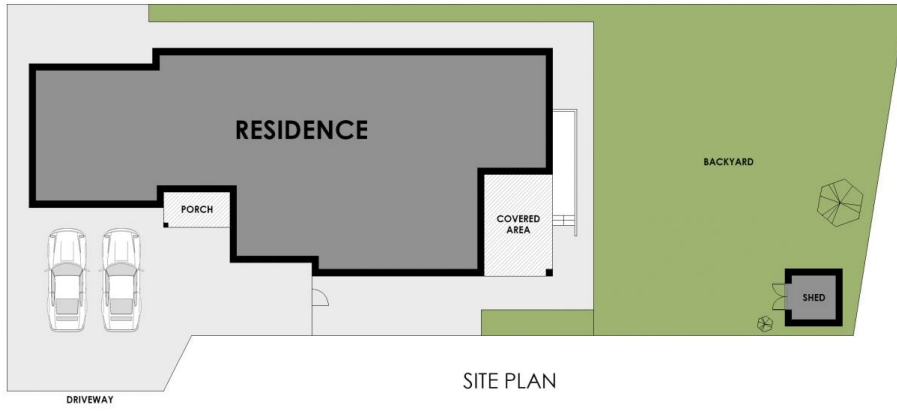 RESIDENCE
BACKYARD
PORCH
COVERED
AREA
SHED
SITE PLAN
DRIVEWAY